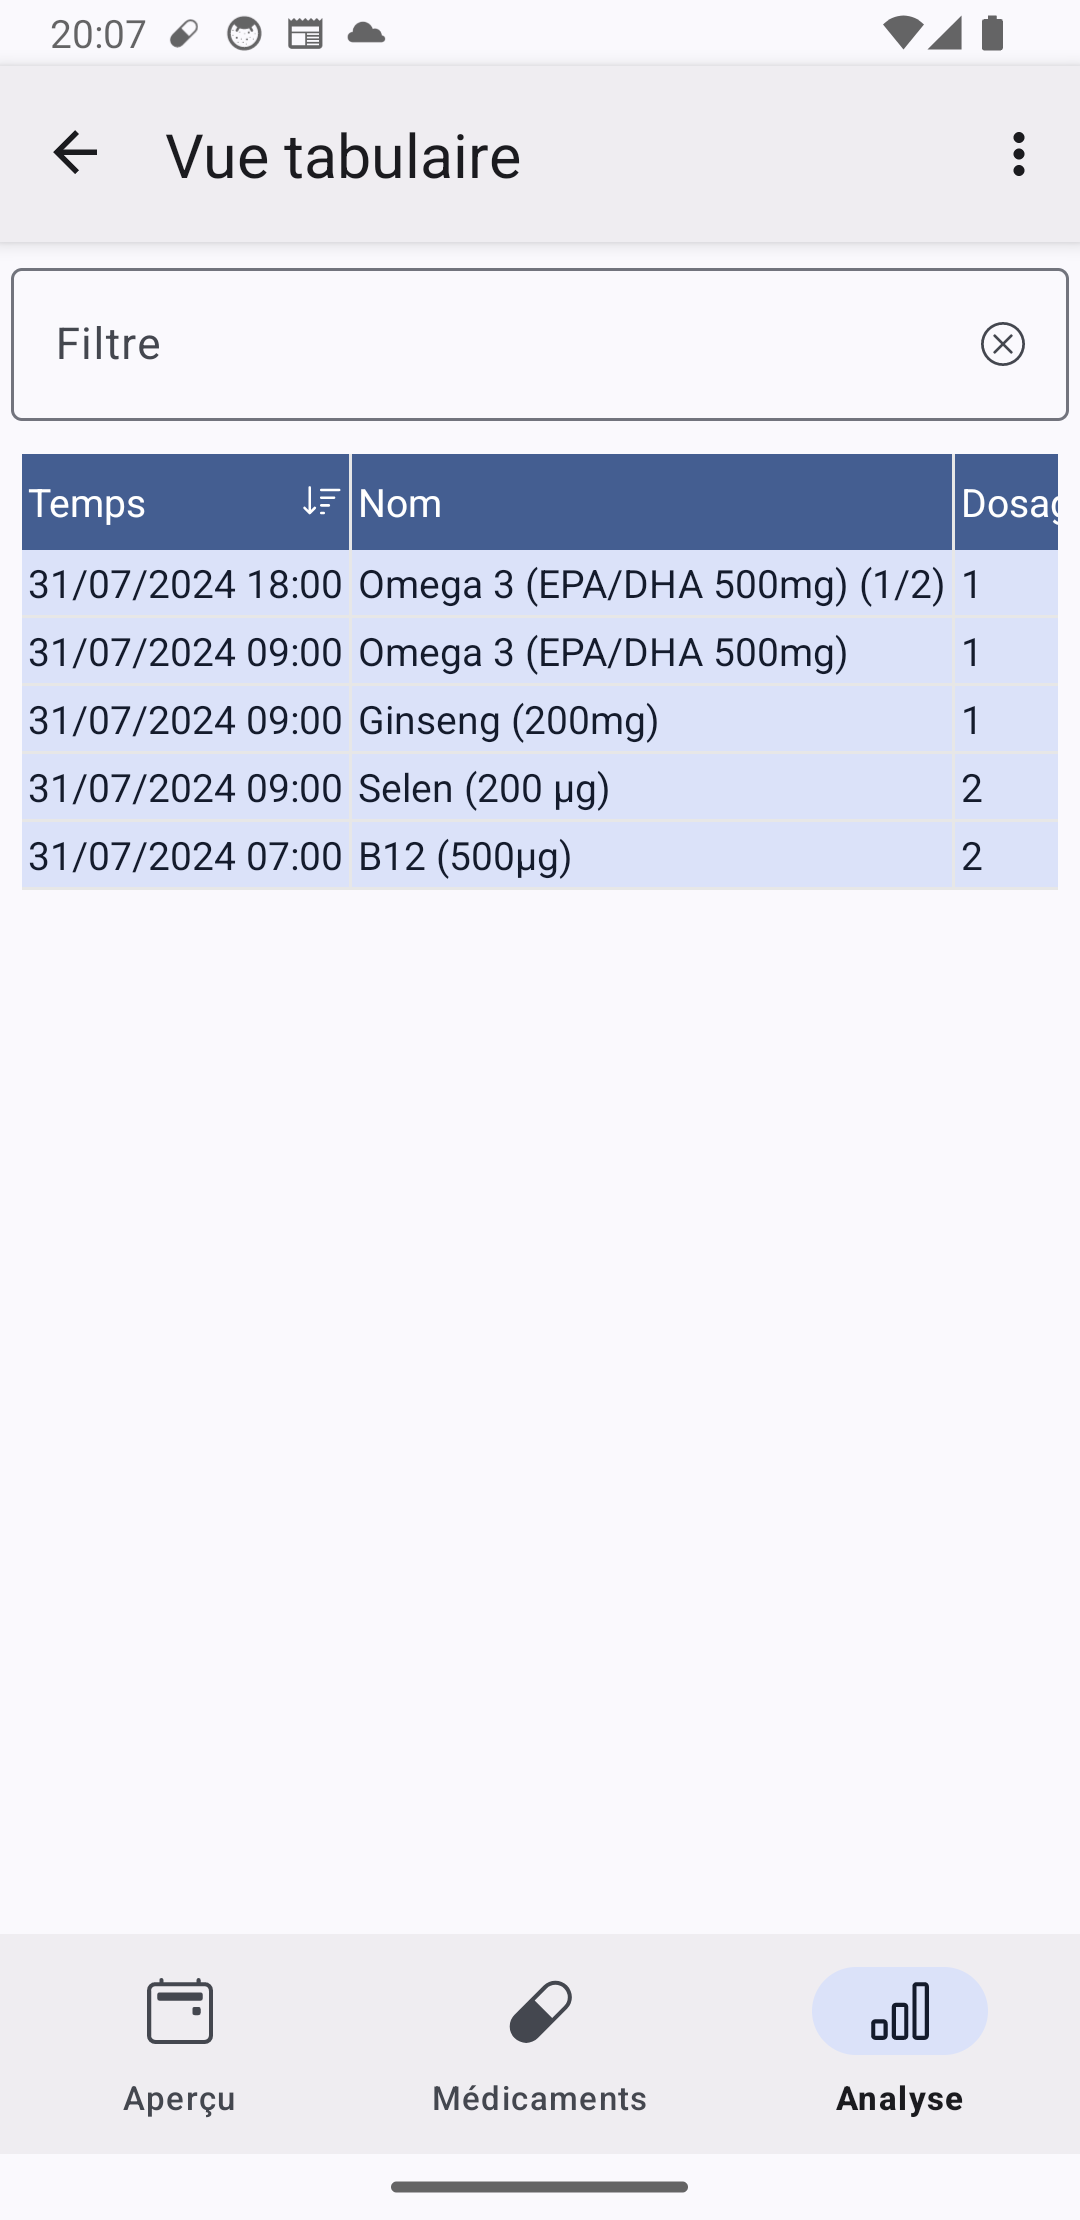 20:07
Vue tabulaire
Filtre
Temps Nom Dosag
31/07/2024 18:00 Omega 3 (EPA/DHA 500mg) (1/2) 1
31/07/2024 09:00 Omega 3 (EPA/DHA 500mg) 1
31/07/2024 09:00 Ginseng (200mg) 1
31/07/2024 09:00 Selen (200 µg) 2
31/07/2024 07:00 B12 (500µg) 2
Aperçu Médicaments Analyse